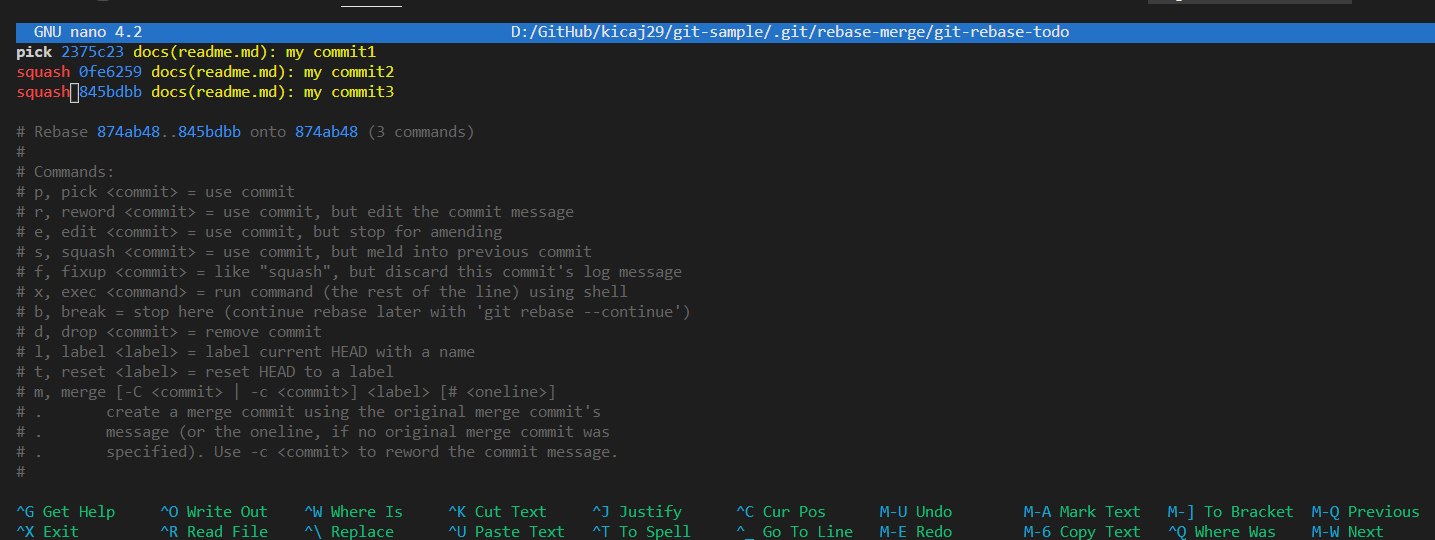 GNU nano 4.2 D:/GitHub/kicaj29/git-sample/.git/rebase-merge/git-rebase-todo
pick 2375c23 docs(readme.md): my commit1
squash 0fe6259 docs(readme.md): my commit2
squash 845bdbb docs(readme.md): my commit3
# Rebase 874ab48..845bdbb onto 874ab48 (3 commands)
#
# Commands:
# p, pick <commit> = use commit
# r, reword <commit> = use commit, but edit the commit message
# e, edit <commit> = use commit, but stop for amending
# s, squash <commit> = use commit, but meld into previous commit
# f, fixup <commit> = like "squash", but discard this commit's log message
# x, exec <command> = run command (the rest of the line) using shell
# b, break = stop here (continue rebase later with 'git rebase --continue')
# d, drop <commit> = remove commit
# l, label <label> = label current HEAD with a name
# t, reset <label> = reset HEAD to a label
# m, merge [-C <commit> | -c <commit>] <label> [# <oneline>]
# .       create a merge commit using the original merge commit's
# .       message (or the oneline, if no original merge commit was
# .       specified). Use -c <commit> to reword the commit message.
#
^G Get Help ^O Write Out ^W Where Is ^K Cut Text ^J Justify ^C Cur Pos M-U Undo M-A Mark Text M-] To Bracket M-Q Previous
^X Exit ^R Read File ^\ Replace ^U Paste Text ^T To Spell ^_ Go To Line M-E Redo M-6 Copy Text ^Q Where Was M-W Next